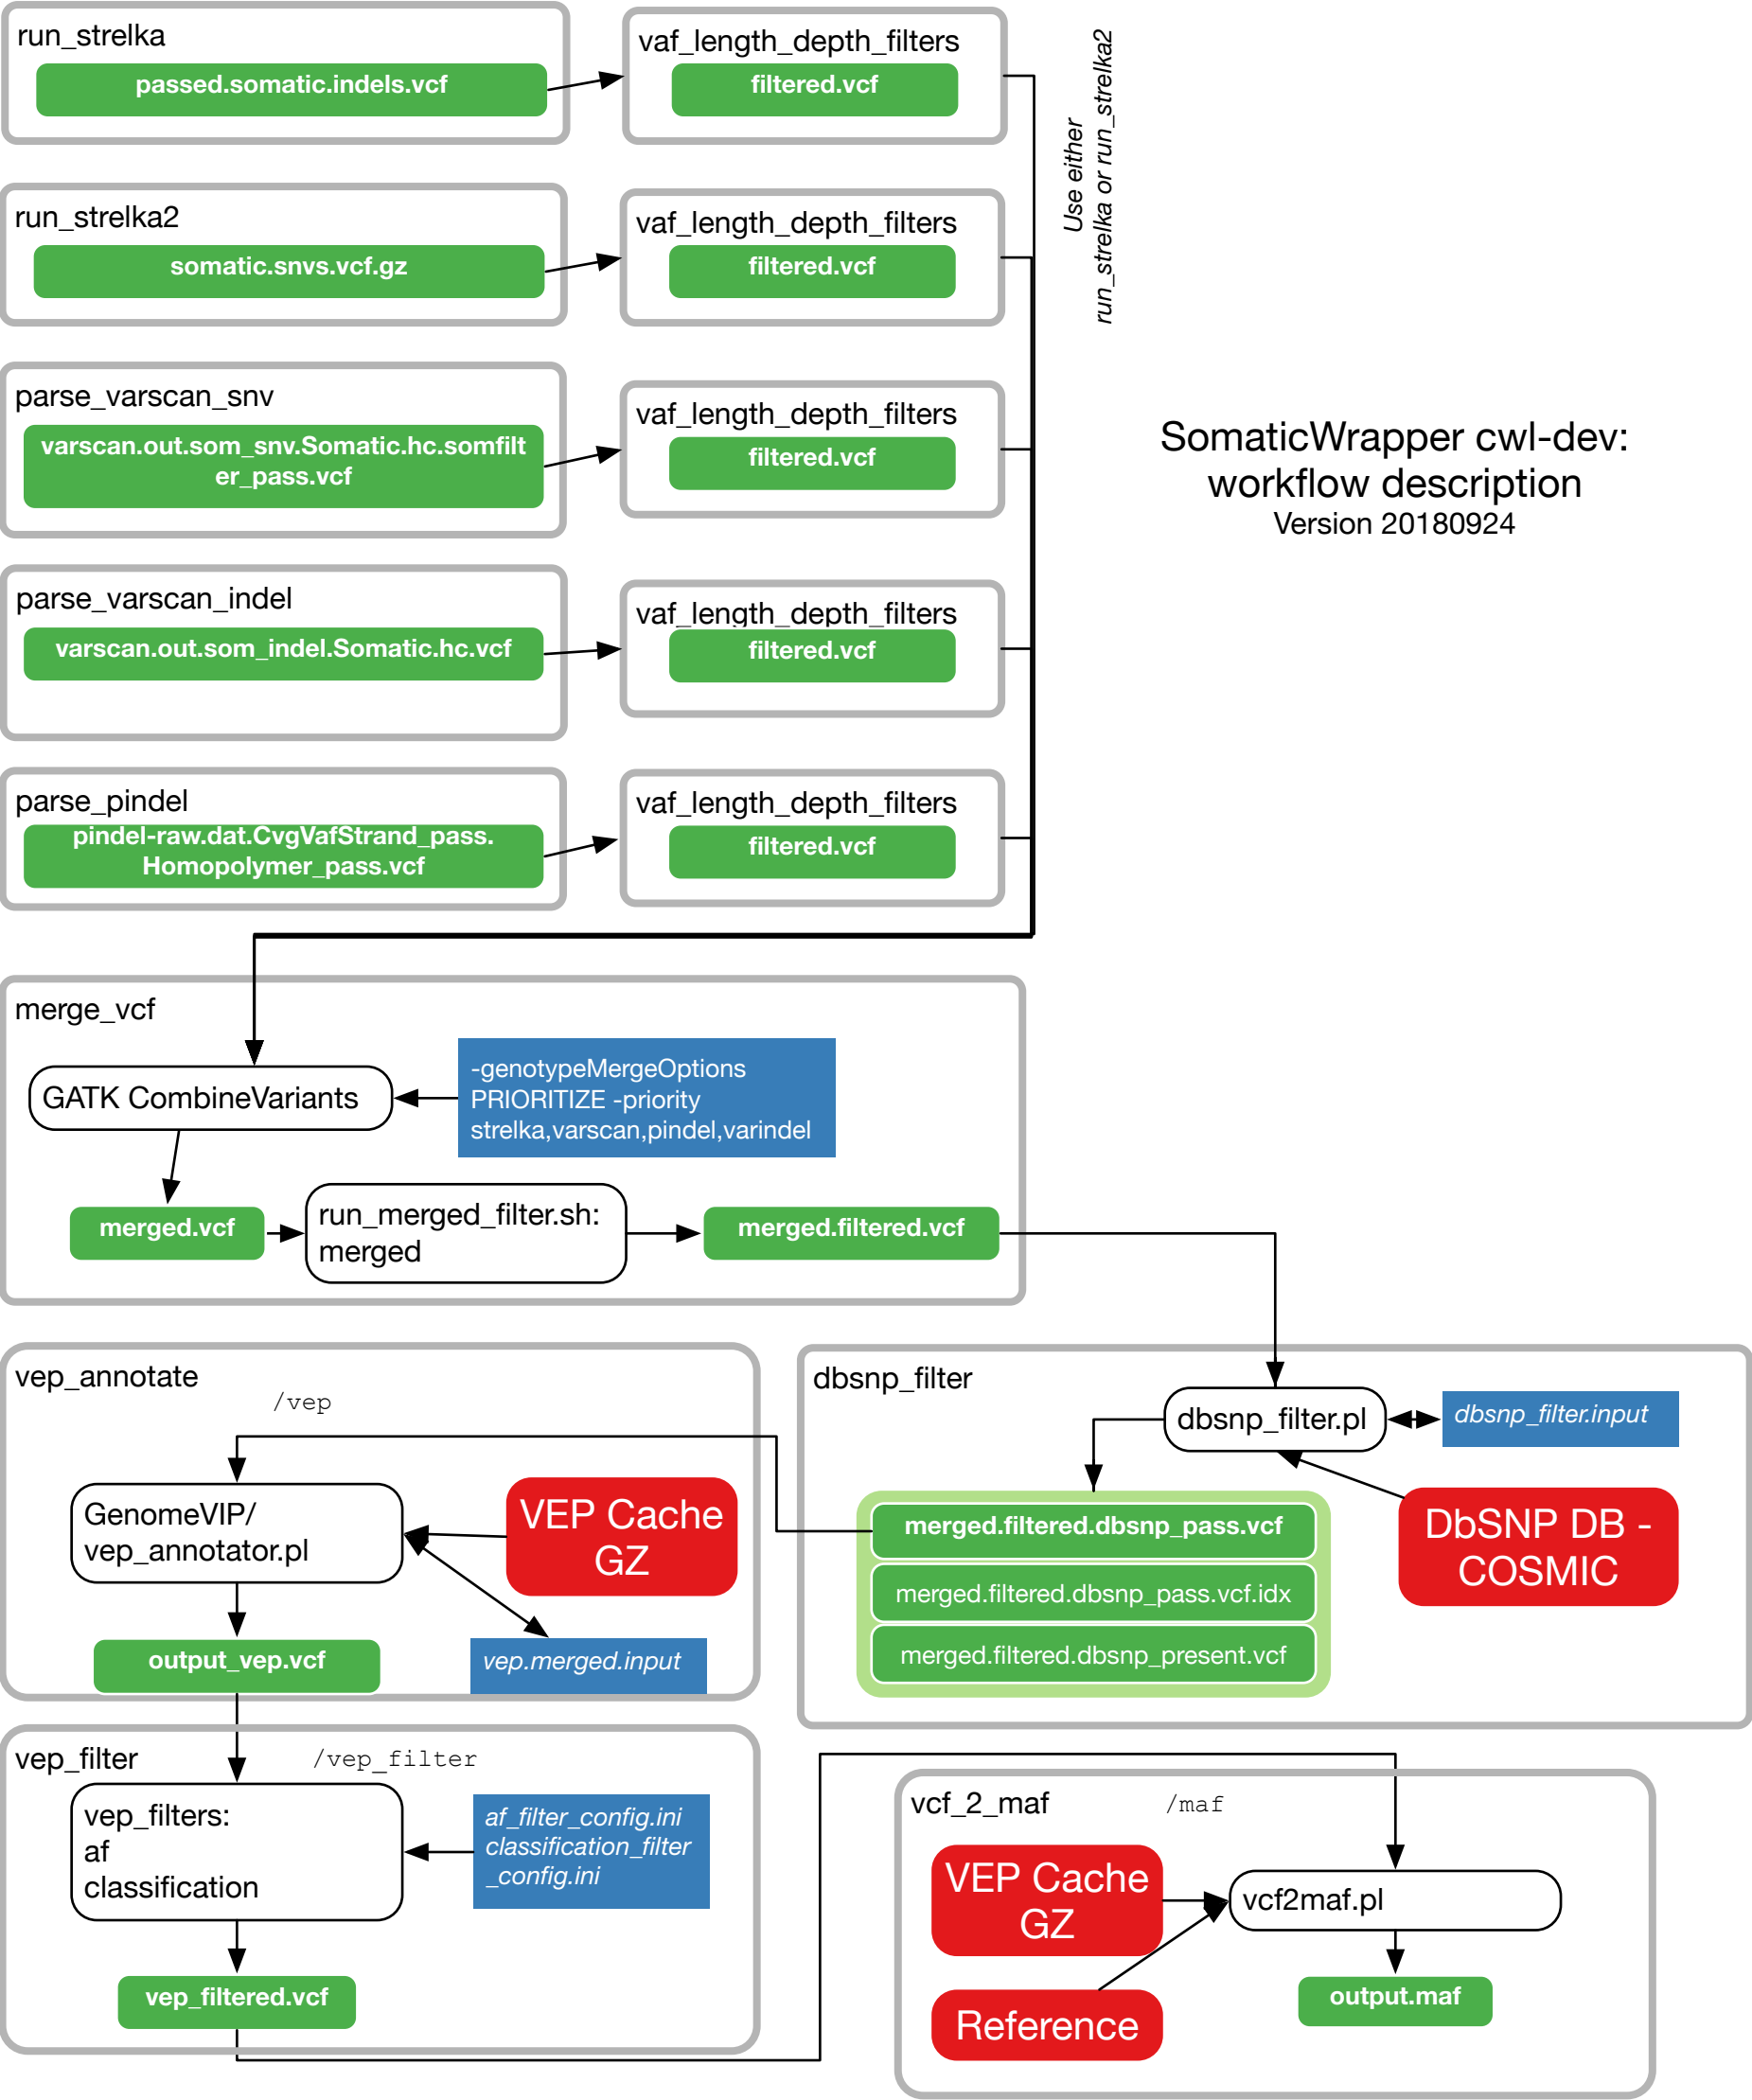 run_strelka
passed.somatic.indels.vcf
vaf_length_depth_filters
filtered.vcf
Use either
run_strelka or run_strelka2
run_strelka2
somatic.snvs.vcf.gz
vaf_length_depth_filters
filtered.vcf
parse_varscan_snv
varscan.out.som_snv.Somatic.hc.somfilt
er_pass.vcf
vaf_length_depth_filters
filtered.vcf
SomaticWrapper cwl-dev:
workflow description
Version 20180924
parse_varscan_indel
varscan.out.som_indel.Somatic.hc.vcf
vaf_length_depth_filters
filtered.vcf
parse_pindel
pindel-raw.dat.CvgVafStrand_pass.
Homopolymer_pass.vcf
vaf_length_depth_filters
filtered.vcf
merge_vcf
GATK CombineVariants
-genotypeMergeOptions
PRIORITIZE -priority
strelka,varscan,pindel,varindel
merged.vcf
run_merged_filter.sh:
merged
merged.filtered.vcf
vep_annotate
/vep
GenomeVIP/
vep_annotator.pl
VEP Cache
GZ
output_vep.vcf
vep.merged.input
dbsnp_filter
dbsnp_filter.pl
dbsnp_filter.input
DbSNP DB -
COSMIC
merged.filtered.dbsnp_pass.vcf
merged.filtered.dbsnp_pass.vcf.idx
merged.filtered.dbsnp_present.vcf
vep_filter
/vep_filter
vep_filters:
af
classification
af_filter_config.ini
classification_filter
_config.ini
vep_filtered.vcf
vcf_2_maf
/maf
VEP Cache
GZ
Reference
vcf2maf.pl
output.maf